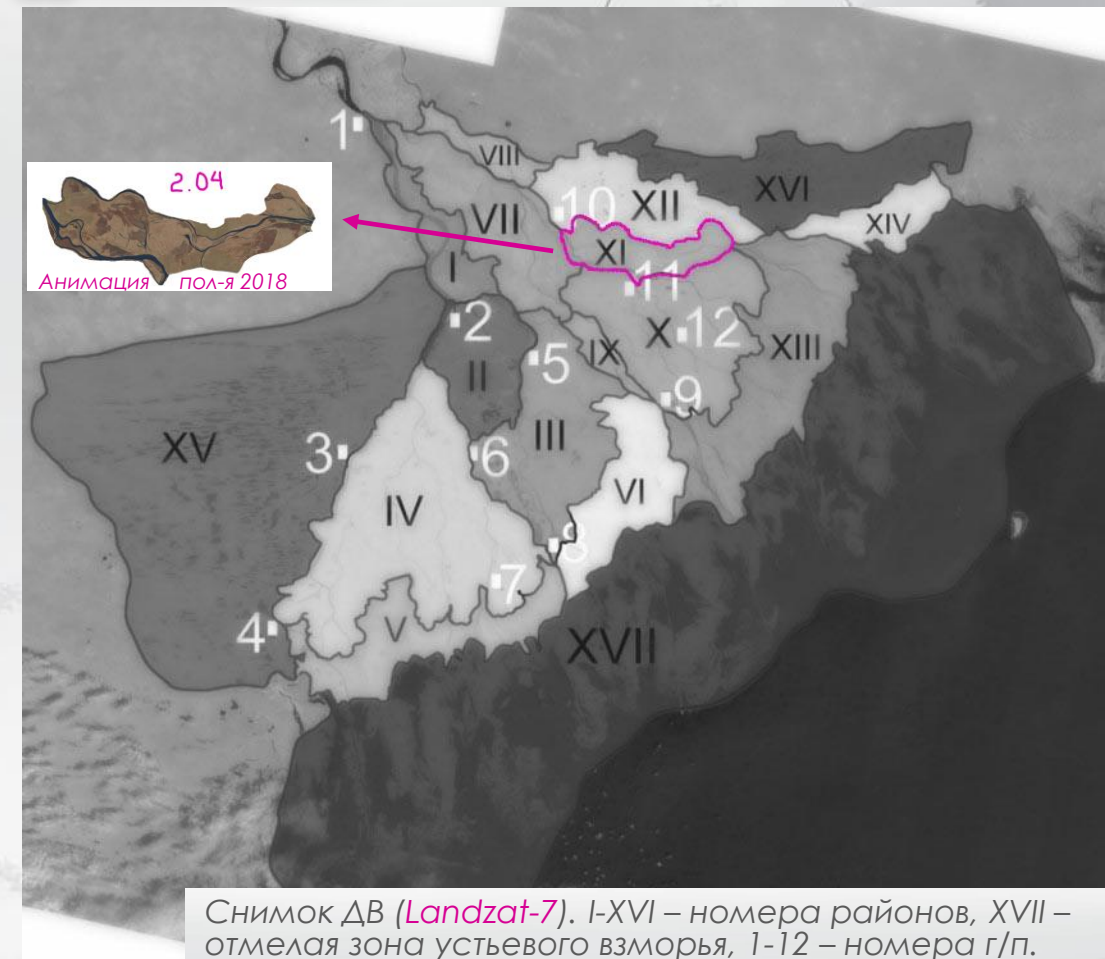 1
VIII
2.04
XVI
10
XII
VII
XIV
XI
Анимация пол-я 2018
I
11
2
X
12
5
IX
XIII
II
9
XV
3
III
6
VI
IV
8
7
4
V
XVII
Снимок ДВ (Landzat-7). I-XVI – номера районов, XVII –
отмелая зона устьевого взморья, 1-12 – номера г/п.